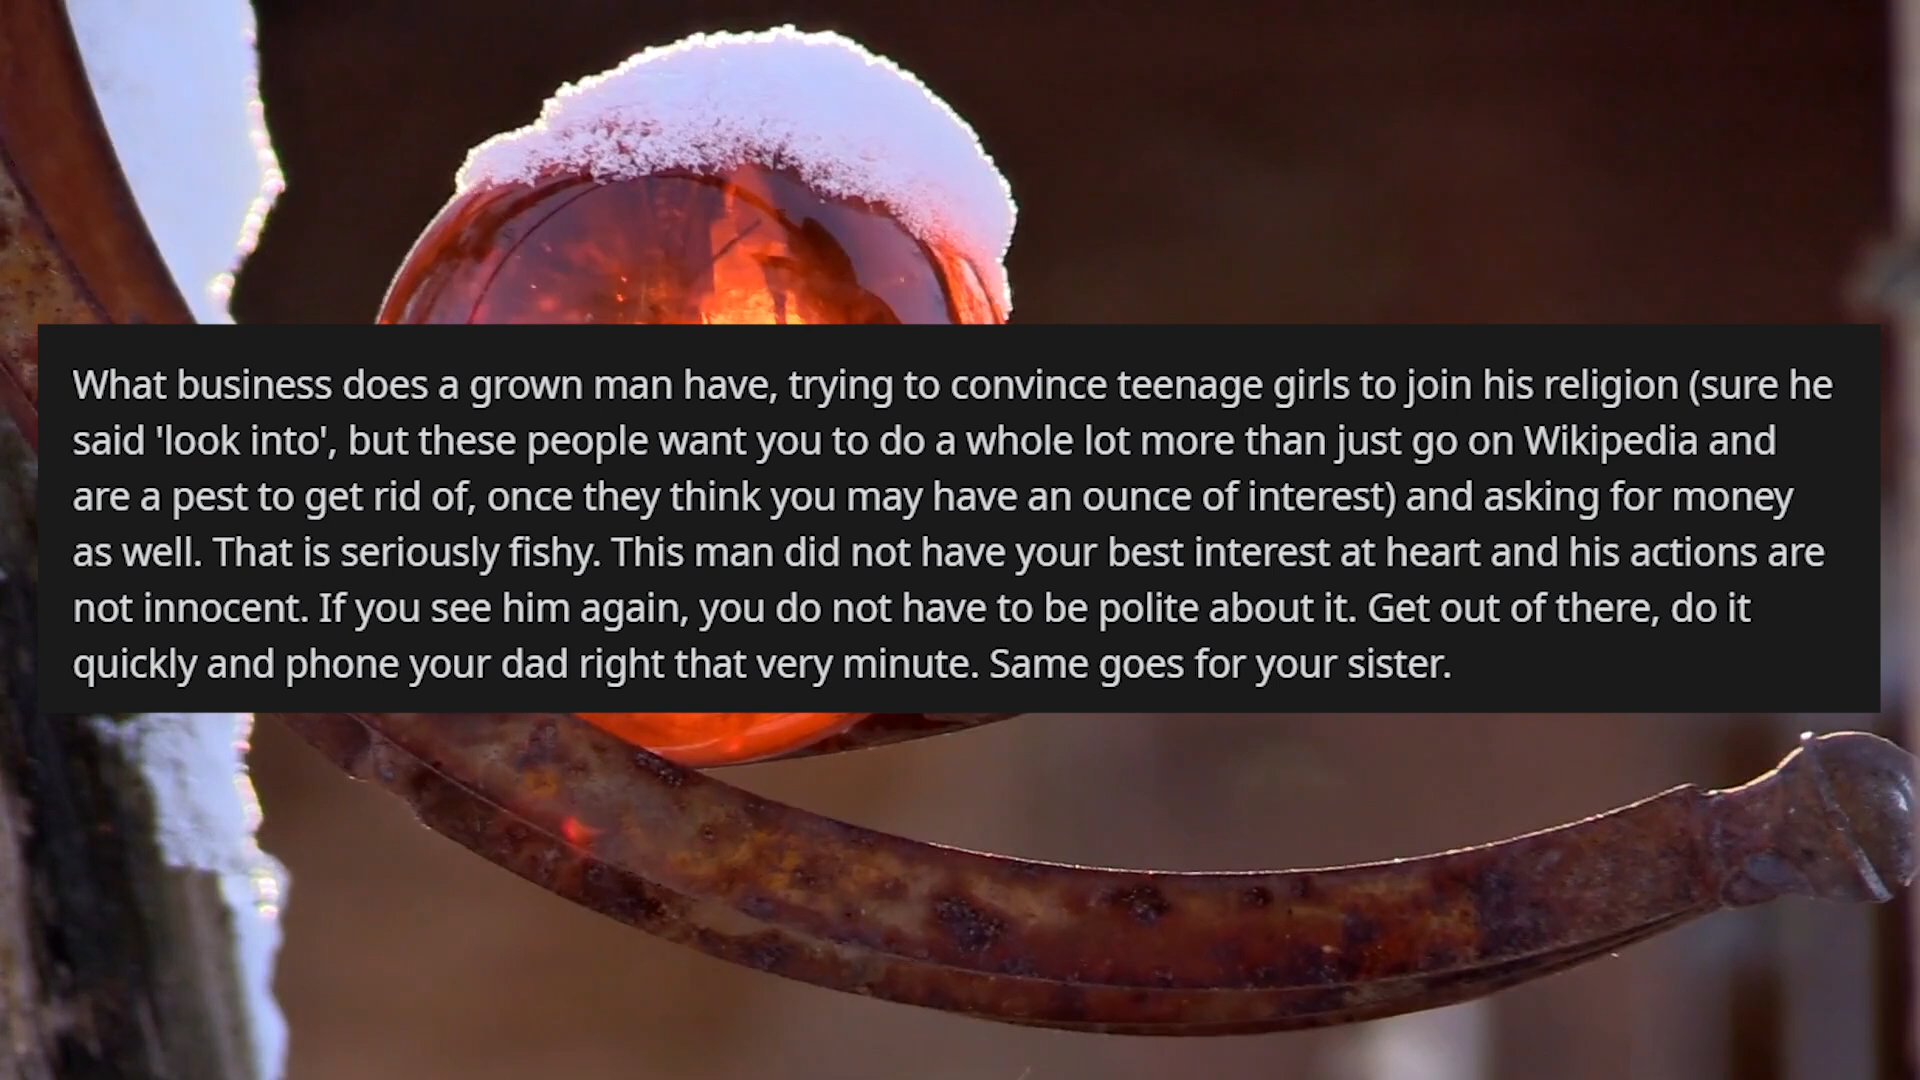 What business does a grown man have, trying to convince teenage girls to join his religion (sure he
said 'look into', but these people want you to do a whole lot more than just go on Wikipedia and
are a pest to get rid of, once they think you may have an ounce of interest) and asking for money
as well. That is seriously fishy. This man did not have your best interest at heart and his actions are
not innocent. If you see him again, you do not have to be polite about it. Get out of there, do it
quickly and phone your dad right that very minute. Same goes for your sister.